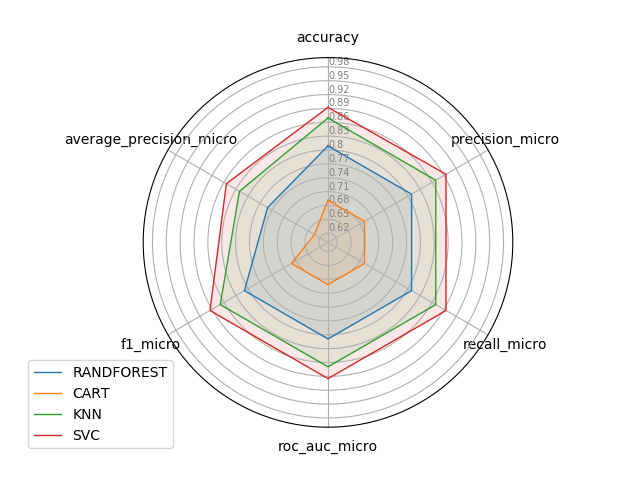 accuracy
0.98
0.95
0.92
0.89
0.86
0.83
0.8
0.77
0.74
0.71
0.68
0.65
0.62
average_precision_micro
precision_micro
f1_micro
recall_micro
roc_auc_micro
RANDFOREST
CART
KNN
SVC